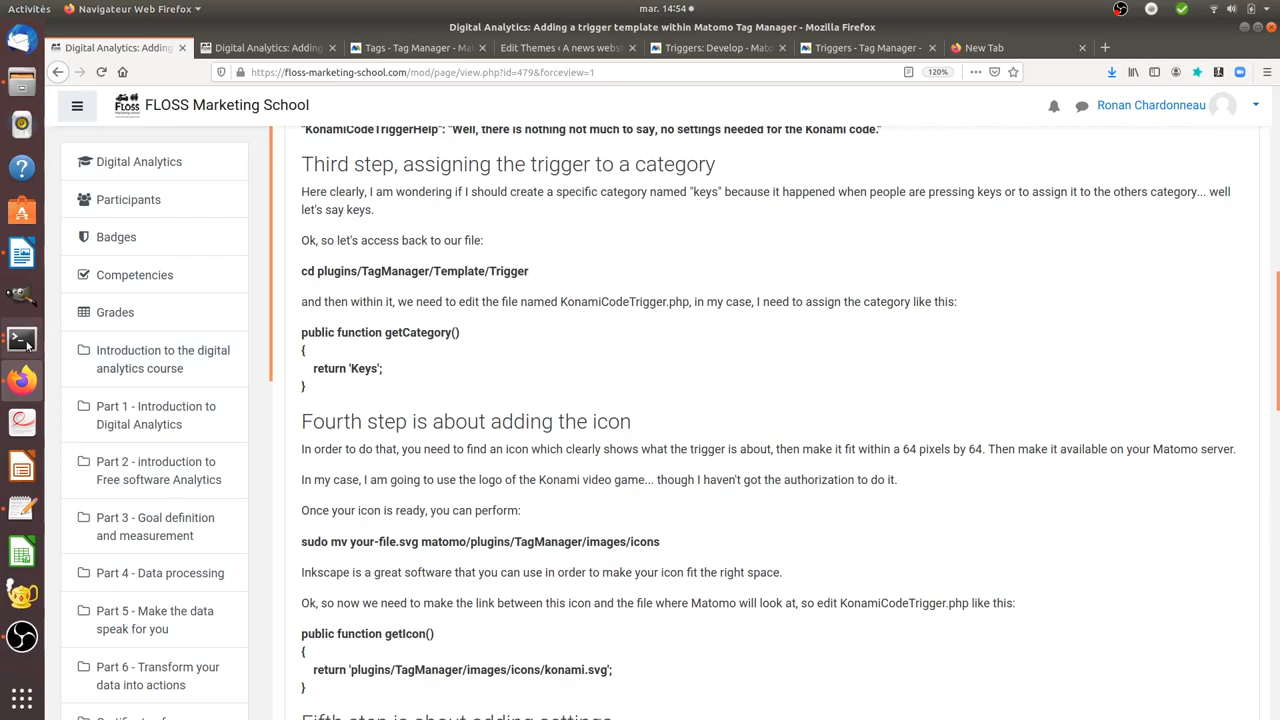 Activités
Navigateur Web Firefox
mar. 14:54
Digital Analytics: Adding a trigger template within Matomo Tag Manager - Mozilla Firefox
Digital Analytics: Adding
Digital Analytics: Adding
Tags - Tag Manager - Ma
Edit Themes ‹ A news webs
Triggers: Develop - Mato
Triggers - Tag Manager -
New Tab
https://floss-marketing-school.com/mod/page/view.php?id=479&forceview=1
120%
FLOSS Marketing School
Ronan Chardonneau
Digital Analytics
Participants
Badges
Competencies
Grades
Introduction to the digital
analytics course
Part 1 - Introduction to
Digital Analytics
Part 2 - introduction to
Free software Analytics
Part 3 - Goal definition
and measurement
Part 4 - Data processing
Part 5 - Make the data
speak for you
Part 6 - Transform your
data into actions
"KonamiCodeTriggerHelp": "Well, there is nothing not much to say, no settings needed for the Konami code."
Third step, assigning the trigger to a category
Here clearly, I am wondering if I should create a specific category named "keys" because it happened when people are pressing keys or to assign it to the others category... well
let's say keys.
Ok, so let's access back to our file:
cd plugins/TagManager/Template/Trigger
and then within it, we need to edit the file named KonamiCodeTrigger.php, in my case, I need to assign the category like this:
public function getCategory()
{
return 'Keys';
}
Fourth step is about adding the icon
In order to do that, you need to find an icon which clearly shows what the trigger is about, then make it fit within a 64 pixels by 64. Then make it available on your Matomo server.
In my case, I am going to use the logo of the Konami video game... though I haven't got the authorization to do it.
Once your icon is ready, you can perform:
sudo mv your-file.svg matomo/plugins/TagManager/images/icons
Inkscape is a great software that you can use in order to make your icon fit the right space.
Ok, so now we need to make the link between this icon and the file where Matomo will look at, so edit KonamiCodeTrigger.php like this:
public function getIcon()
{
return 'plugins/TagManager/images/icons/konami.svg';
}
Fifth step is about adding settings